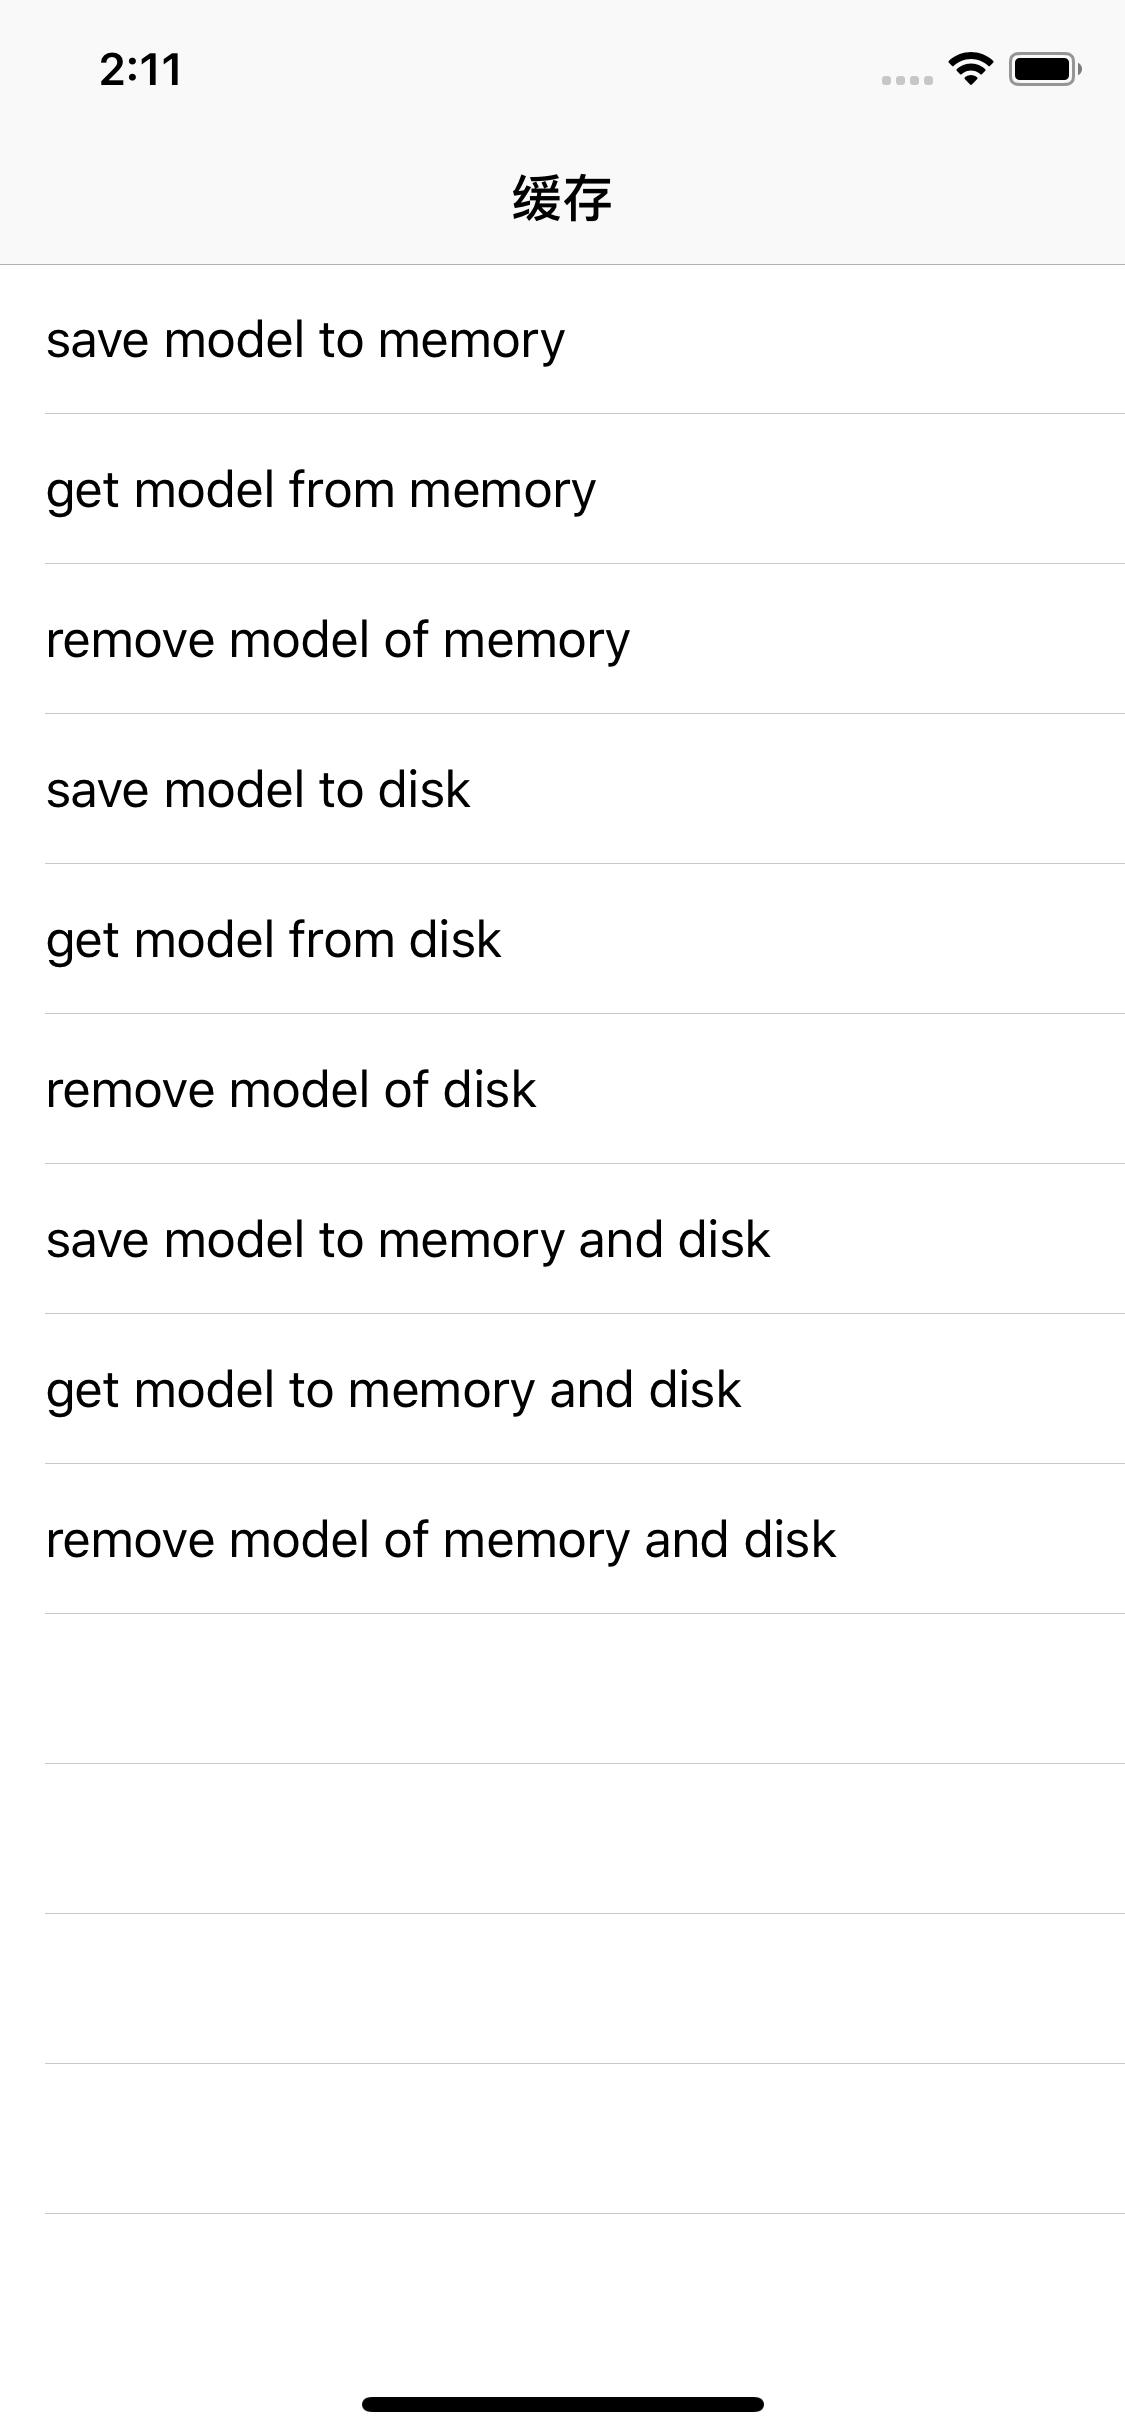 2:11
缓存
save model to memory
get model from memory
remove model of memory
save model to disk
get model from disk
remove model of disk
save model to memory and disk
get model to memory and disk
remove model of memory and disk